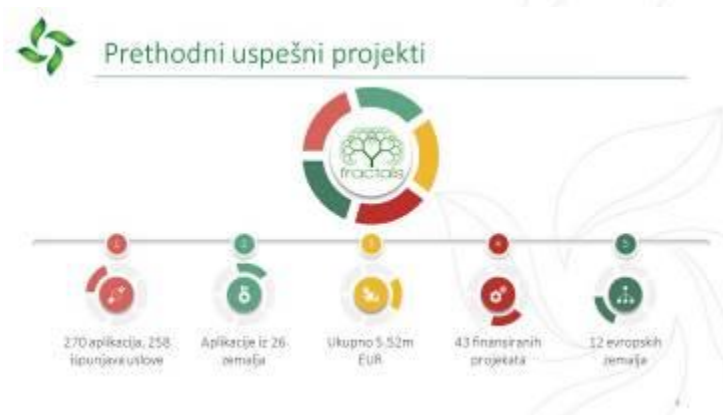 Prethodni uspešni projekti
fractals
1
2
3
4
5
270 aplikacija, 258
ispunjava uslove
Aplikacije iz 26
zemalja
Ukupno 5.52m
EUR
43 finansiranih
projekata
12 evropskih
zemalja